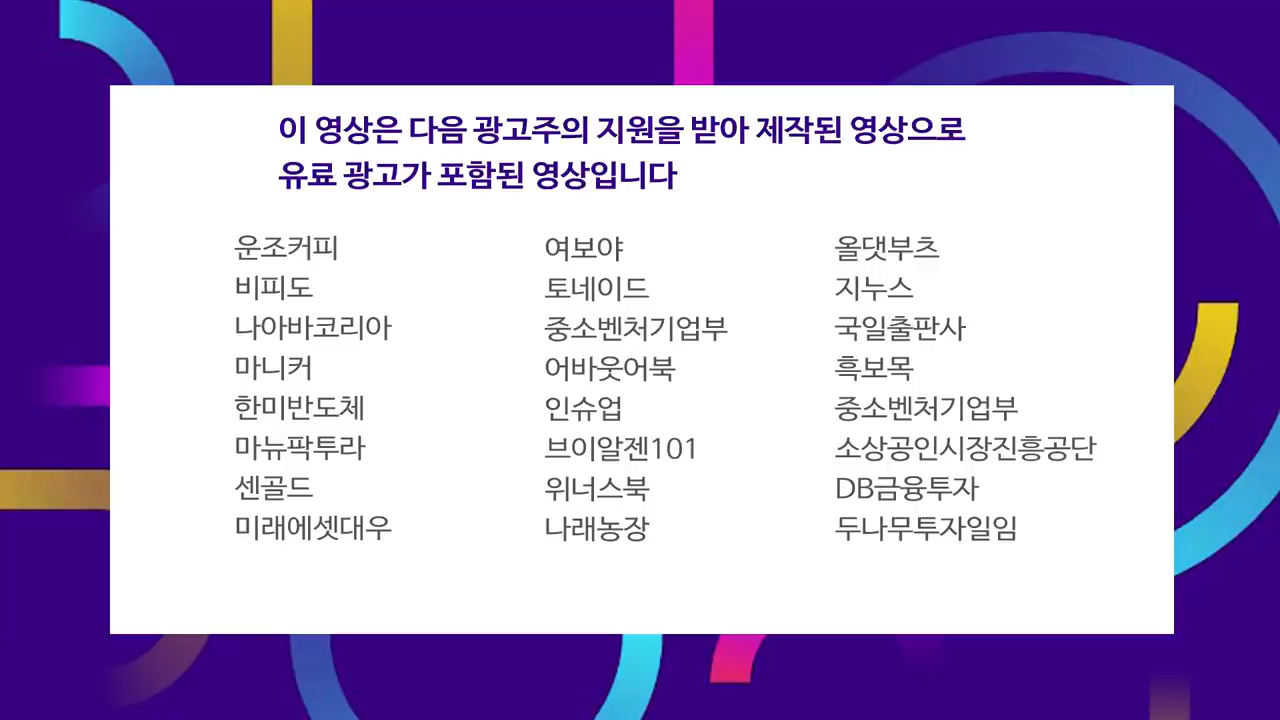 이 영상은 다음 광고주의 지원을 받아 제작된 영상으로
유료 광고가 포함된 영상입니다
운조커피
비피도
나아바코리아
마니커
한미반도체
마뉴팍투라
센골드
미래에셋대우
여보야
토네이드
중소벤처기업부
어바웃어북
인슈업
브이알젠101
위너스북
나래농장
올댓부츠
지누스
국일출판사
흑보목
중소벤처기업부
소상공인시장진흥공단
DB금융투자
두나무투자일임